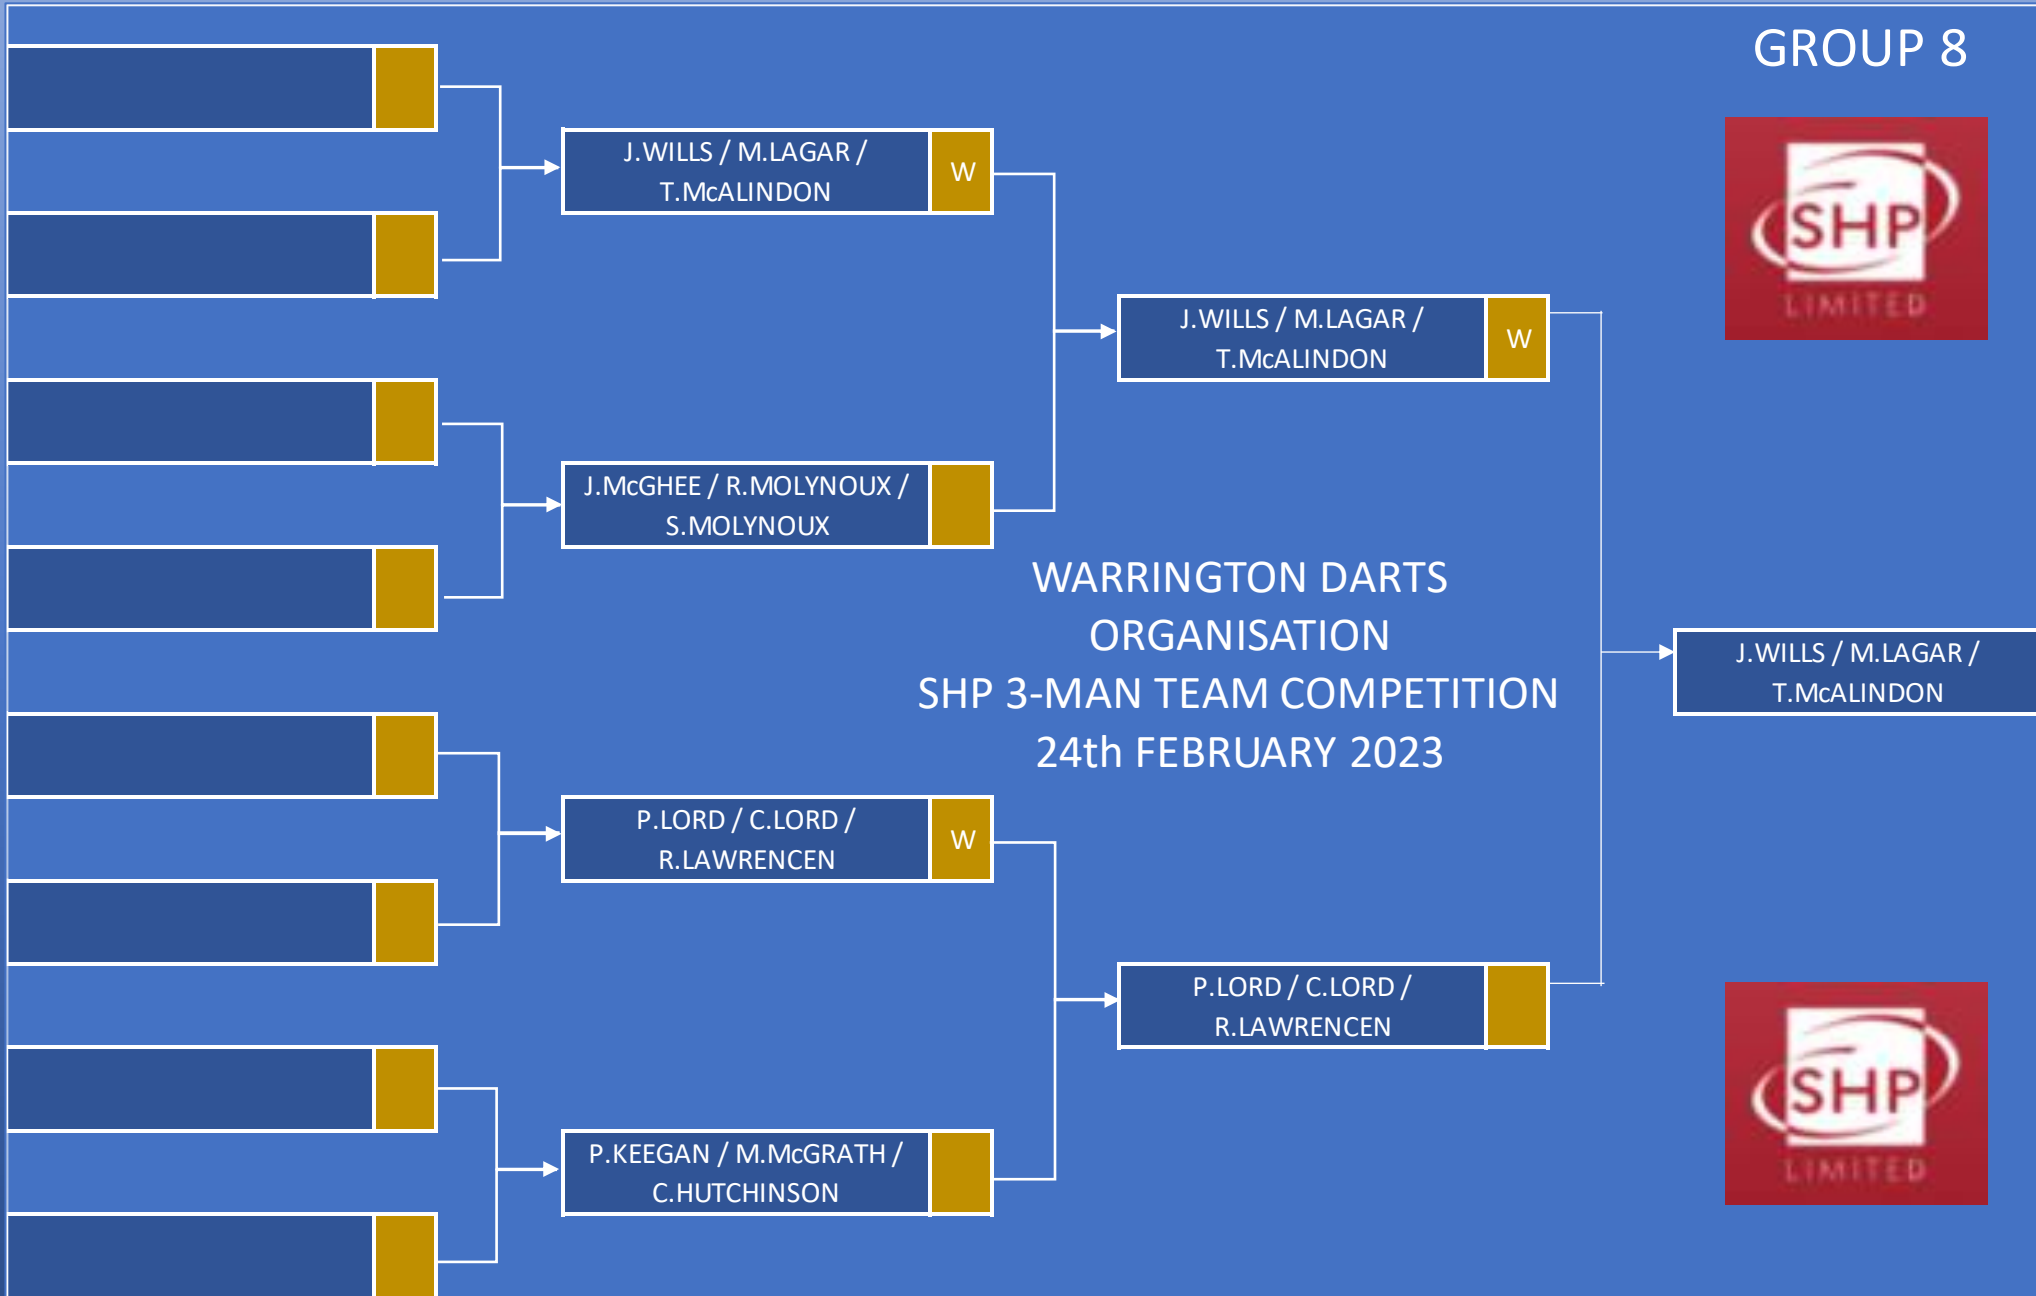 GROUP 8
SHP
LIMITED
J.WILLS / M.LAGAR /
T.McALINDON
W
J.WILLS / M.LAGAR /
T.McALINDON
W
J.McGHEE / R.MOLYNOUX /
S.MOLYNOUX
WARRINGTON DARTS
ORGANISATION
SHP 3-MAN TEAM COMPETITION
24th FEBRUARY 2023
J.WILLS / M.LAGAR /
T.McALINDON
P.LORD / C.LORD /
R.LAWRENCEN
W
P.LORD / C.LORD /
R.LAWRENCEN
P.KEEGAN / M.McGRATH /
C.HUTCHINSON
SHP
LIMITED